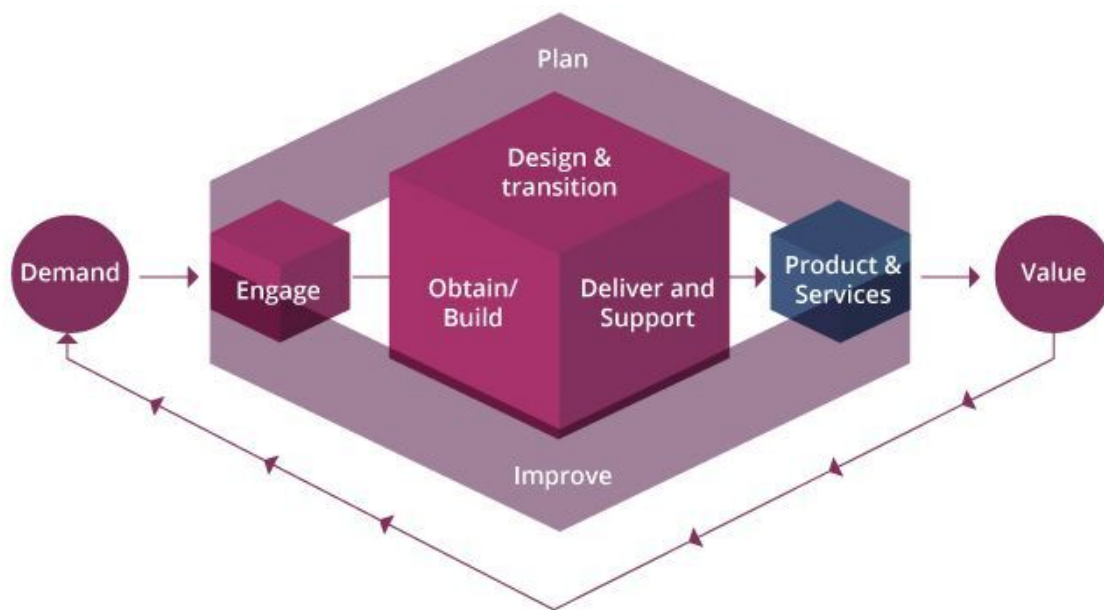 Plan
Design &
transition
Demand
Engage
Obtain/
Build
Deliver and
Support
Product &
Services
Value
Improve